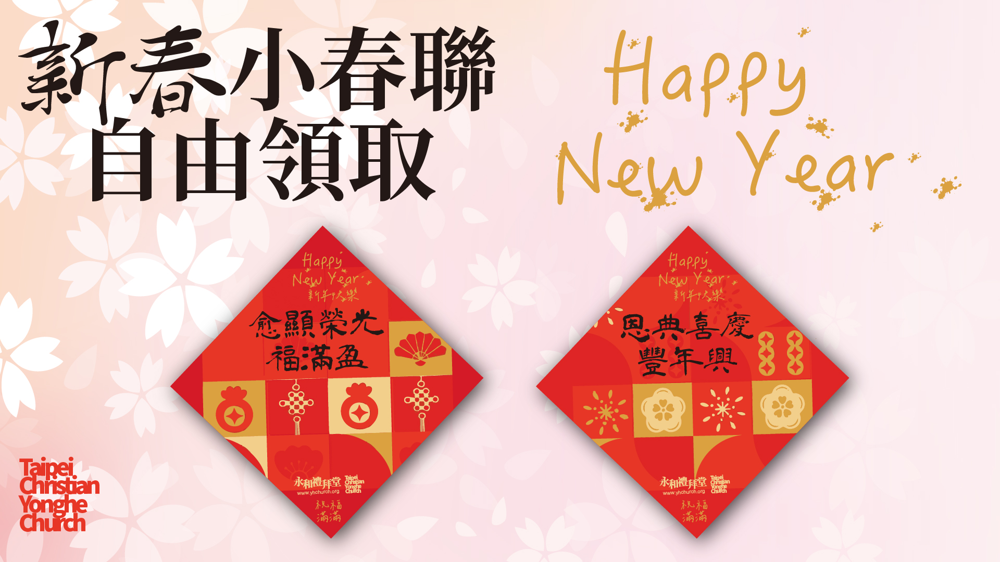 新春小春聯
自由領取
Happy
New Year
Happy
New Year
新年快樂
愈顯榮光
福滿盈
永和禮拜堂
www.yhchurch.org
Taipei
Christian
Yonghe
Church
祝福
滿滿
Happy
New Year
新年快樂
恩典喜慶
豐年興
永和禮拜堂
www.yhchurch.org
Taipei
Christian
Yonghe
Church
祝福
滿滿
Taipei
Christian
Yonghe
Church